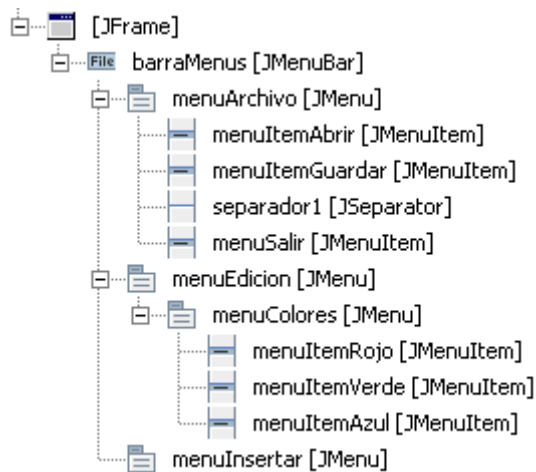 [JFrame]
File barraMenus [JMenuBar]
menuArchivo [JMenu]
menuItemAbrir [JMenuItem]
menuItemGuardar [JMenuItem]
separador1 [JSeparator]
menuSalir [JMenuItem]
menuEdicion [JMenu]
menuColores [JMenu]
menuItemRojo [JMenuItem]
menuItemVerde [JMenuItem]
menuItemAzul [JMenuItem]
menuInsertar [JMenu]